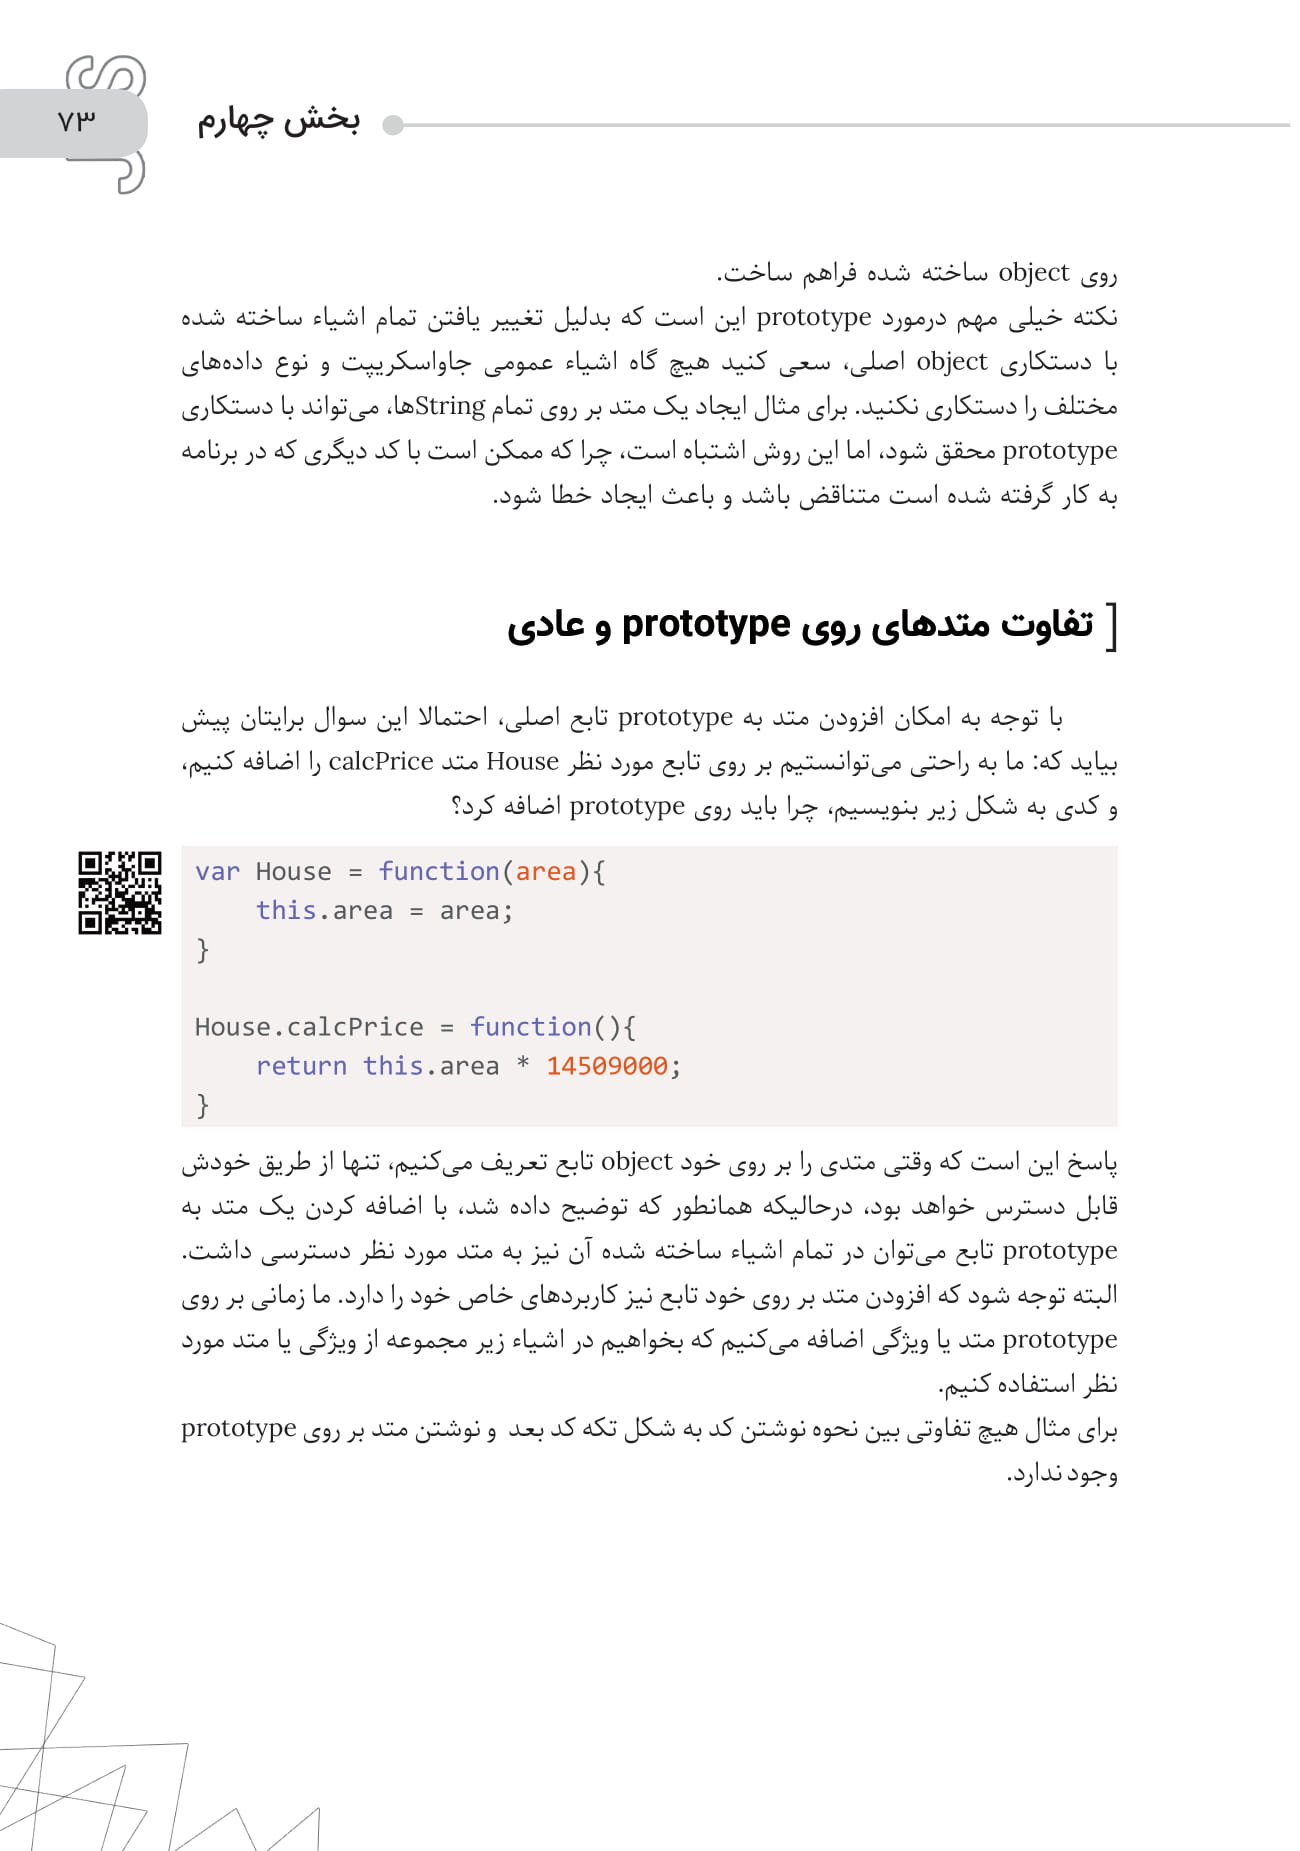 ۷۳
بخش چهارم
JS
روی object ساخته شده فراهم ساخت.
نکته خیلی مهم درمورد prototype این است که بدلیل تغییر یافتن تمام اشیاء ساخته شده
با دستکاری object اصلی، سعی کنید هیچ گاه اشیاء عمومی جاواسکریپت و نوع داده‌های
مختلف را دستکاری نکنید. برای مثال ایجاد یک متد بر روی تمام Stringها، می‌تواند با دستکاری
prototype محقق شود، اما این روش اشتباه است، چرا که ممکن است با کد دیگری که در برنامه
به کار گرفته شده است متناقض باشد و باعث ایجاد خطا شود.
[ تفاوت متدهای روی prototype و عادی
با توجه به امکان افزودن متد به prototype تابع اصلی، احتمالا این سوال برایتان پیش
بیاید که: ما به راحتی می‌توانستیم بر روی تابع مورد نظر House متد calcPrice را اضافه کنیم،
و کدی به شکل زیر بنویسیم، چرا باید روی prototype اضافه کرد؟
var House = function(area){
    this.area = area;
}
House.calcPrice = function(){
    return this.area * 14509000;
}
پاسخ این است که وقتی متدی را بر روی خود object تابع تعریف می‌کنیم، تنها از طریق خودش
قابل دسترس خواهد بود، درحالیکه همانطور که توضیح داده شد، با اضافه کردن یک متد به
prototype تابع می‌توان در تمام اشیاء ساخته شده آن نیز به متد مورد نظر دسترسی داشت.
البته توجه شود که افزودن متد بر روی خود تابع نیز کاربردهای خاص خود را دارد. ما زمانی بر روی
prototype متد یا ویژگی اضافه می‌کنیم که بخواهیم در اشیاء زیر مجموعه از ویژگی یا متد مورد
نظر استفاده کنیم.
برای مثال هیچ تفاوتی بین نحوه نوشتن کد به شکل تکه کد بعد و نوشتن متد بر روی prototype
وجود ندارد.